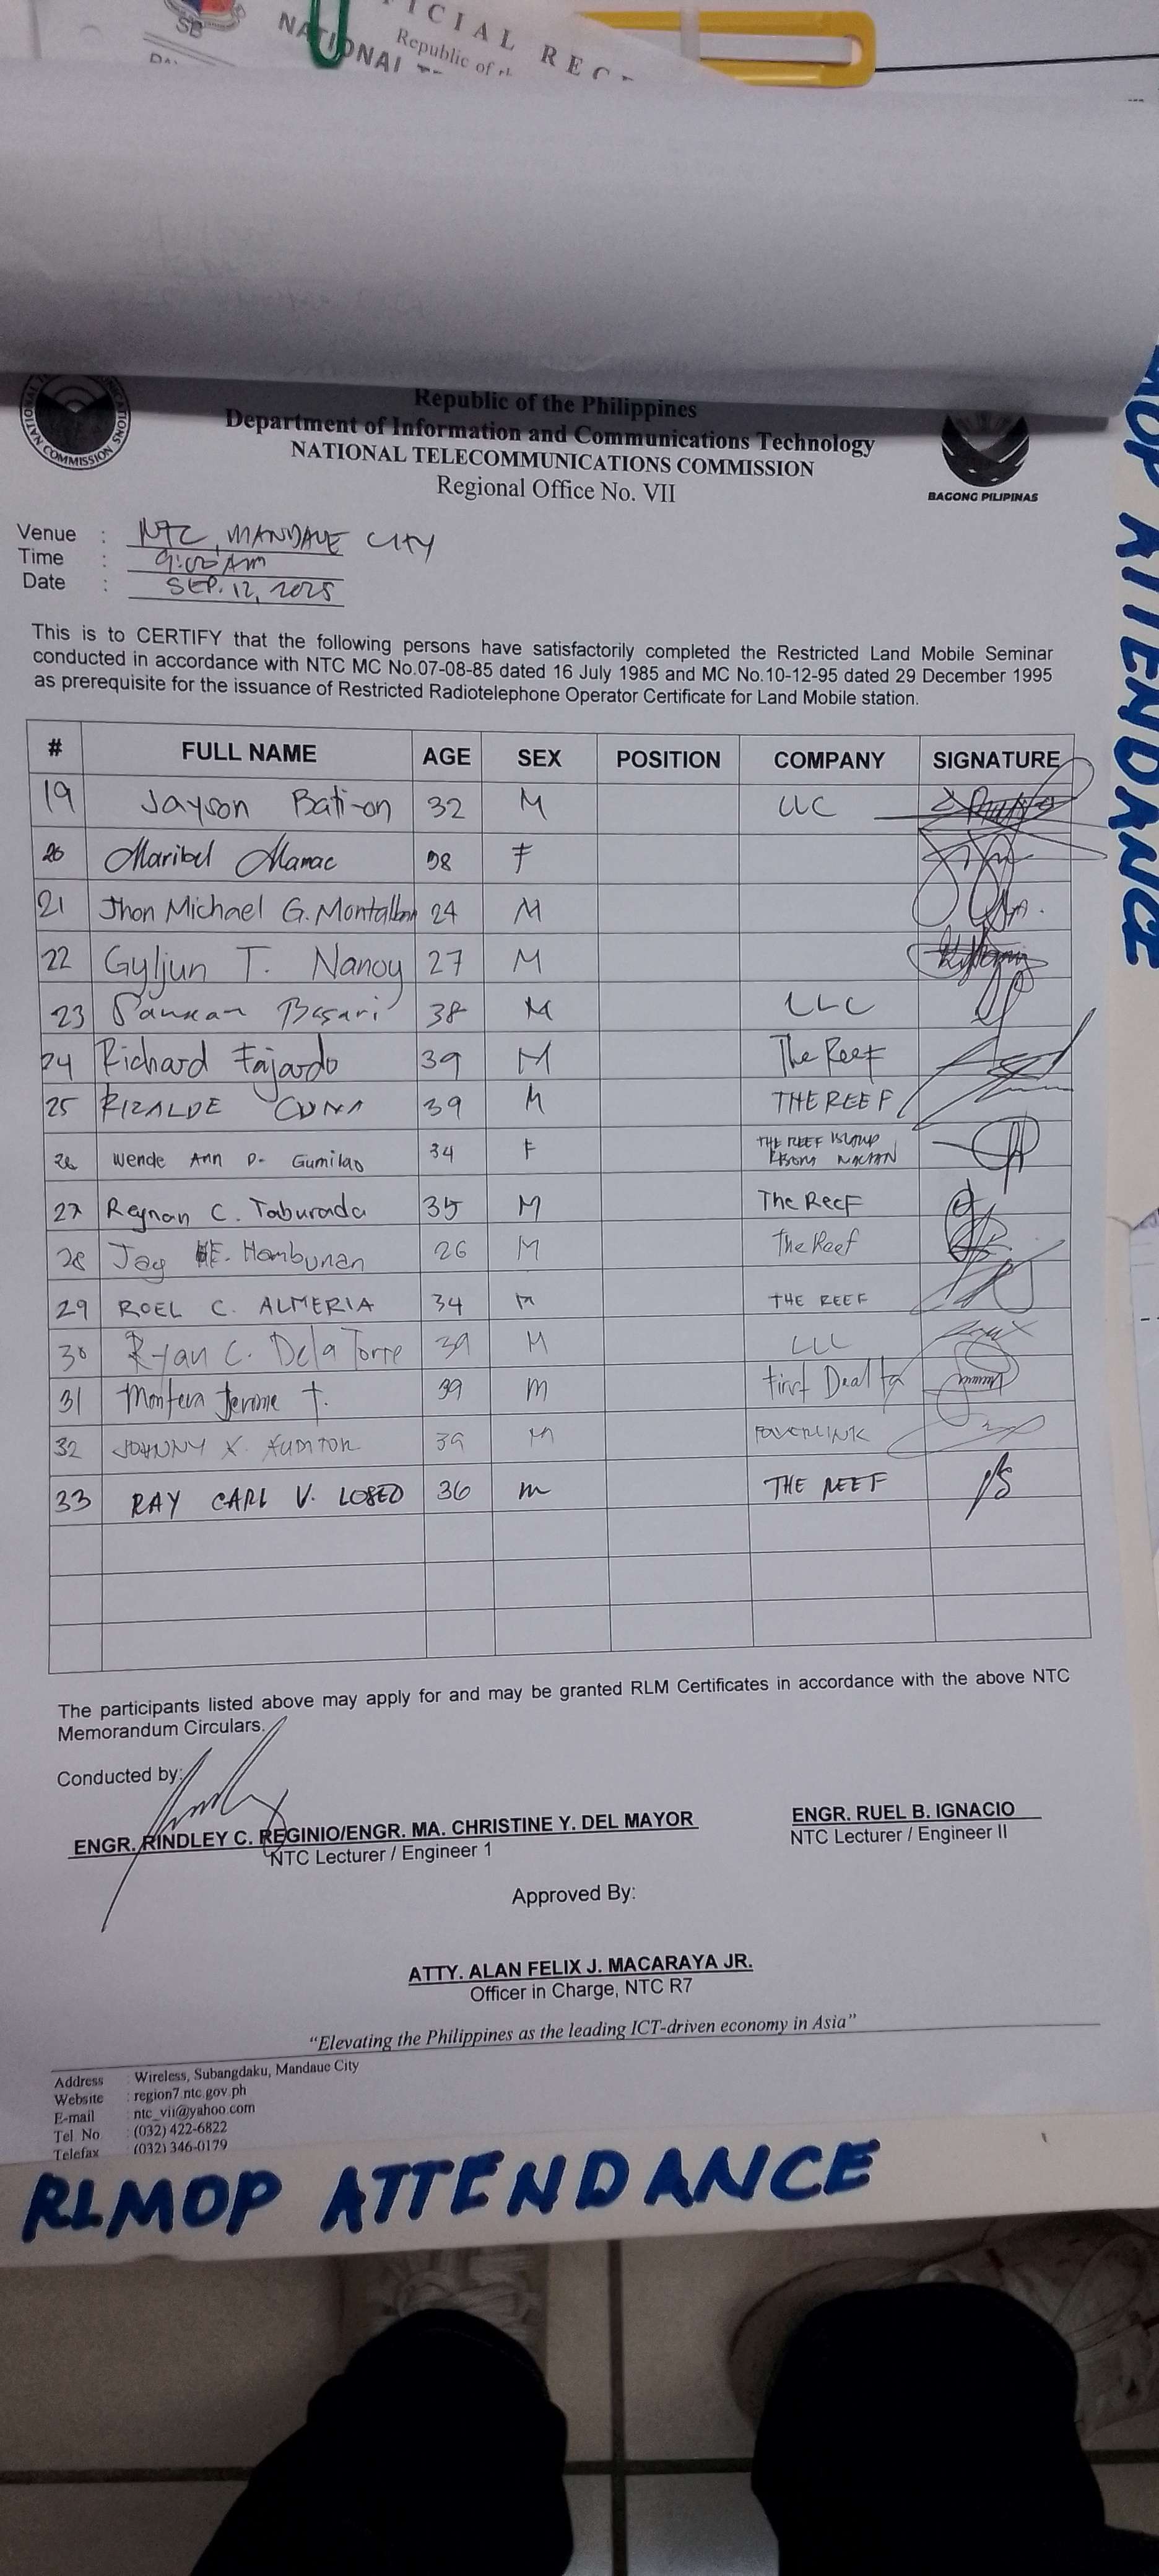 SB
ICIAL REC
NATIONAL
Republic of th
NATIONAL
COMMISSION
Republic of the Philippines
Department of Information and Communications Technology
NATIONAL TELECOMMUNICATIONS COMMISSION
Regional Office No. VII
BAGONG PILIPINAS
Venue : NTC, MANDAUE CITY
Time : 9:00 AM
Date : SEP. 12, 2025
This is to CERTIFY that the following persons have satisfactorily completed the Restricted Land Mobile Seminar
conducted in accordance with NTC MC No.07-08-85 dated 16 July 1985 and MC No.10-12-95 dated 29 December 1995
as prerequisite for the issuance of Restricted Radiotelephone Operator Certificate for Land Mobile station.
# FULL NAME AGE SEX POSITION COMPANY SIGNATURE
19 Jayson Bati-on 32 M
20 Maribel Manac F
21 Jhon Michael G. Montalban 24 M
22 Gyljun T. Nanoy 27 M
23 Basari 38 M LLC
24 Richard Fajardo 39 M The Reef
25 RIZALDE CUNA 39 M THE REEF
26 Wende Ann D. Gumilao 34 F THE REEF ISLAND
27 Reynan C. Taburada 35 M The Reef
28 Jay E. Hambunan 26 M The Reef
29 ROEL C. ALMERIA 34 M THE REEF
30 Ryan C. Dela Torre 39 M
31 Jerome T. 39 M First Deal
32 JOHNNY X. 39 M
33 RAY CARL V. LOSED 36 M THE REEF
The participants listed above may apply for and may be granted RLM Certificates in accordance with the above NTC
Memorandum Circulars.
Conducted by:
ENGR. RINDLEY C. REGINIO/ENGR. MA. CHRISTINE Y. DEL MAYOR
NTC Lecturer / Engineer 1
ENGR. RUEL B. IGNACIO
NTC Lecturer / Engineer II
Approved By:
ATTY. ALAN FELIX J. MACARAYA JR.
Officer in Charge, NTC R7
“Elevating the Philippines as the leading ICT-driven economy in Asia”
Address : Wireless, Subangdaku, Mandaue City
Website : region7.ntc.gov.ph
E-mail : ntc_vii@yahoo.com
Tel. No : (032) 422-6822
Telefax : (032) 346-0179
RLMOP ATTENDANCE
MOP ATTENDANCE